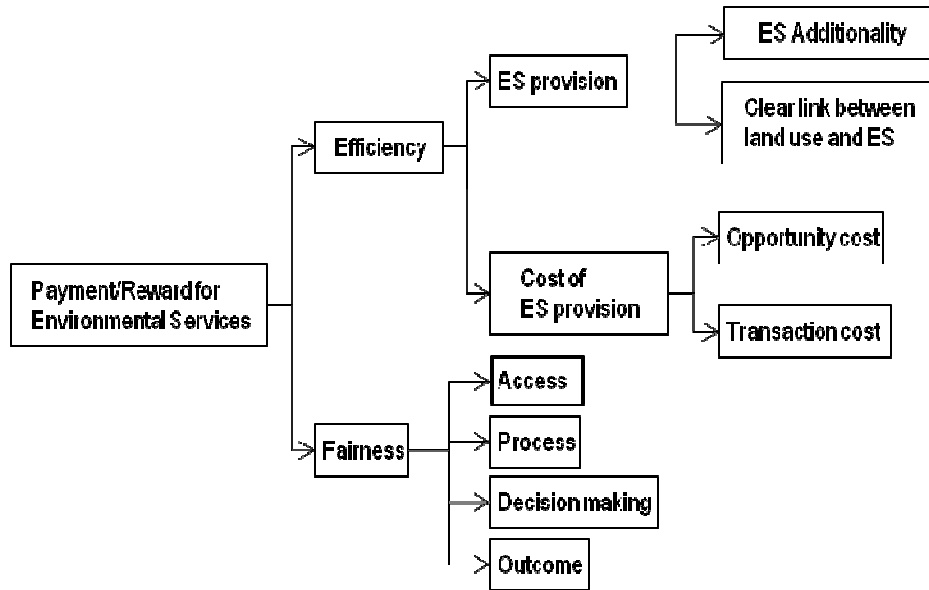 Payment/Reward for
Environmental Services
Efficiency
Fairness
ES provision
Cost of
ES provision
Access
Process
Decision making
Outcome
ES Additionality
Clear link between
land use and ES
Opportunity cost
Transaction cost